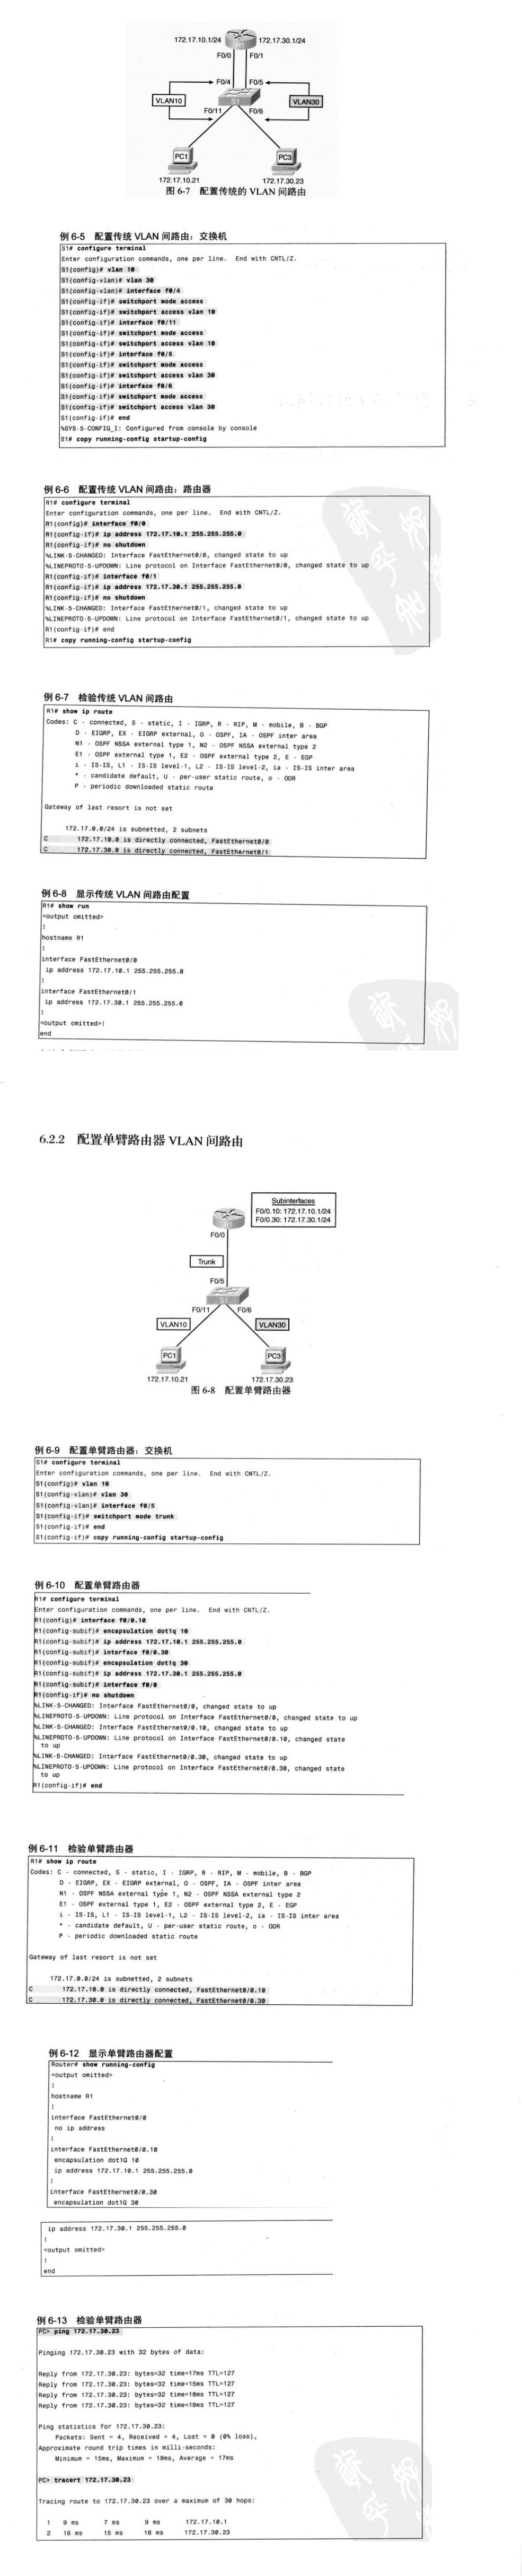 172.17.10.1/24
172.17.30.1/24
F0/0
F0/1
F0/4
F0/5
S1
VLAN10
VLAN30
F0/11
F0/6
PC1
PC3
172.17.10.21
172.17.30.23
图 6-7 配置传统的 VLAN 间路由
例 6-5 配置传统 VLAN 间路由：交换机
S1# configure terminal
Enter configuration commands, one per line. End with CNTL/Z.
S1(config)# vlan 10
S1(config-vlan)# vlan 30
S1(config-vlan)# interface f0/4
S1(config-if)# switchport mode access
S1(config-if)# switchport access vlan 10
S1(config-if)# interface f0/11
S1(config-if)# switchport mode access
S1(config-if)# switchport access vlan 10
S1(config-if)# interface f0/5
S1(config-if)# switchport mode access
S1(config-if)# switchport access vlan 30
S1(config-if)# interface f0/6
S1(config-if)# switchport mode access
S1(config-if)# switchport access vlan 30
S1(config-if)# end
%SYS-5-CONFIG_I: Configured from console by console
S1# copy running-config startup-config
例 6-6 配置传统 VLAN 间路由：路由器
R1# configure terminal
Enter configuration commands, one per line. End with CNTL/Z.
R1(config)# interface f0/0
R1(config-if)# ip address 172.17.10.1 255.255.255.0
R1(config-if)# no shutdown
%LINK-5-CHANGED: Interface FastEthernet0/0, changed state to up
%LINEPROTO-5-UPDOWN: Line protocol on Interface FastEthernet0/0, changed state to up
R1(config-if)# interface f0/1
R1(config-if)# ip address 172.17.30.1 255.255.255.0
R1(config-if)# no shutdown
%LINK-5-CHANGED: Interface FastEthernet0/1, changed state to up
%LINEPROTO-5-UPDOWN: Line protocol on Interface FastEthernet0/1, changed state to up
R1(config-if)# end
R1# copy running-config startup-config
例 6-7 检验传统 VLAN 间路由
R1# show ip route
Codes: C - connected, S - static, I - IGRP, R - RIP, M - mobile, B - BGP
D - EIGRP, EX - EIGRP external, O - OSPF, IA - OSPF inter area
N1 - OSPF NSSA external type 1, N2 - OSPF NSSA external type 2
E1 - OSPF external type 1, E2 - OSPF external type 2, E - EGP
i - IS-IS, L1 - IS-IS level-1, L2 - IS-IS level-2, ia - IS-IS inter area
* - candidate default, U - per-user static route, o - ODR
P - periodic downloaded static route
Gateway of last resort is not set
172.17.0.0/24 is subnetted, 2 subnets
C 172.17.10.0 is directly connected, FastEthernet0/0
C 172.17.30.0 is directly connected, FastEthernet0/1
例 6-8 显示传统 VLAN 间路由配置
R1# show run
<output omitted>
!
hostname R1
!
interface FastEthernet0/0
ip address 172.17.10.1 255.255.255.0
!
interface FastEthernet0/1
ip address 172.17.30.1 255.255.255.0
!
<output omitted>!
end
6.2.2 配置单臂路由器 VLAN 间路由
Subinterfaces
F0/0.10: 172.17.10.1/24
F0/0.30: 172.17.30.1/24
F0/0
Trunk
F0/5
S1
F0/11
F0/6
VLAN10
VLAN30
PC1
PC3
172.17.10.21
172.17.30.23
图 6-8 配置单臂路由器
例 6-9 配置单臂路由器：交换机
S1# configure terminal
Enter configuration commands, one per line. End with CNTL/Z.
S1(config)# vlan 10
S1(config-vlan)# vlan 30
S1(config-vlan)# interface f0/5
S1(config-if)# switchport mode trunk
S1(config-if)# end
S1(config-if)# copy running-config startup-config
例 6-10 配置单臂路由器
R1# configure terminal
Enter configuration commands, one per line. End with CNTL/Z.
R1(config)# interface f0/0.10
R1(config-subif)# encapsulation dot1q 10
R1(config-subif)# ip address 172.17.10.1 255.255.255.0
R1(config-subif)# interface f0/0.30
R1(config-subif)# encapsulation dot1q 30
R1(config-subif)# ip address 172.17.30.1 255.255.255.0
R1(config-subif)# interface f0/0
R1(config-if)# no shutdown
%LINK-5-CHANGED: Interface FastEthernet0/0, changed state to up
%LINEPROTO-5-UPDOWN: Line protocol on Interface FastEthernet0/0, changed state to up
%LINK-5-CHANGED: Interface FastEthernet0/0.10, changed state to up
%LINEPROTO-5-UPDOWN: Line protocol on Interface FastEthernet0/0.10, changed state
to up
%LINK-5-CHANGED: Interface FastEthernet0/0.30, changed state to up
%LINEPROTO-5-UPDOWN: Line protocol on Interface FastEthernet0/0.30, changed state
to up
R1(config-if)# end
例 6-11 检验单臂路由器
R1# show ip route
Codes: C - connected, S - static, I - IGRP, R - RIP, M - mobile, B - BGP
D - EIGRP, EX - EIGRP external, O - OSPF, IA - OSPF inter area
N1 - OSPF NSSA external type 1, N2 - OSPF NSSA external type 2
E1 - OSPF external type 1, E2 - OSPF external type 2, E - EGP
i - IS-IS, L1 - IS-IS level-1, L2 - IS-IS level-2, ia - IS-IS inter area
* - candidate default, U - per-user static route, o - ODR
P - periodic downloaded static route
Gateway of last resort is not set
172.17.0.0/24 is subnetted, 2 subnets
C 172.17.10.0 is directly connected, FastEthernet0/0.10
C 172.17.30.0 is directly connected, FastEthernet0/0.30
例 6-12 显示单臂路由器配置
Router# show running-config
<output omitted>
!
hostname R1
!
interface FastEthernet0/0
no ip address
!
interface FastEthernet0/0.10
encapsulation dot1Q 10
ip address 172.17.10.1 255.255.255.0
!
interface FastEthernet0/0.30
encapsulation dot1Q 30
ip address 172.17.30.1 255.255.255.0
!
<output omitted>
!
end
例 6-13 检验单臂路由器
PC> ping 172.17.30.23
Pinging 172.17.30.23 with 32 bytes of data:
Reply from 172.17.30.23: bytes=32 time=17ms TTL=127
Reply from 172.17.30.23: bytes=32 time=15ms TTL=127
Reply from 172.17.30.23: bytes=32 time=18ms TTL=127
Reply from 172.17.30.23: bytes=32 time=19ms TTL=127
Ping statistics for 172.17.30.23:
Packets: Sent = 4, Received = 4, Lost = 0 (0% loss),
Approximate round trip times in milli-seconds:
Minimum = 15ms, Maximum = 19ms, Average = 17ms
PC> tracert 172.17.30.23
Tracing route to 172.17.30.23 over a maximum of 30 hops:
1 9 ms 7 ms 9 ms 172.17.10.1
2 16 ms 15 ms 16 ms 172.17.30.23